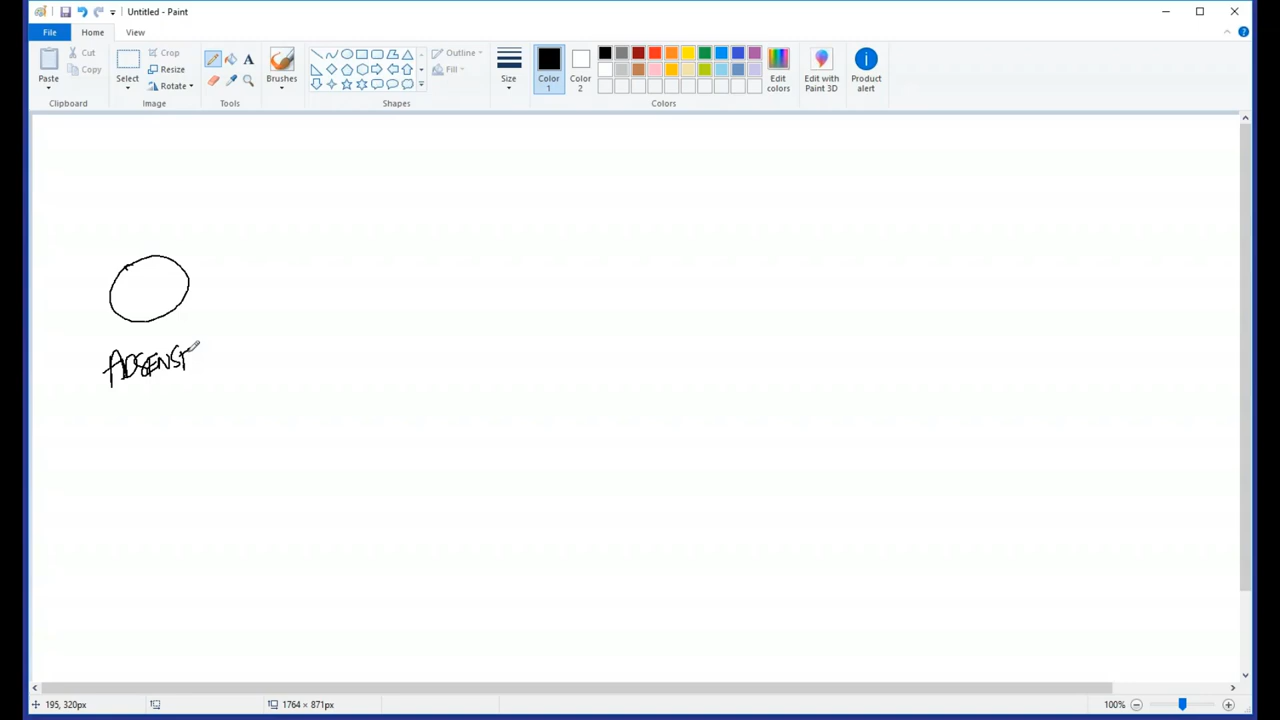 Untitled - Paint
File
Home
View
Paste
Cut
Copy
Clipboard
Select
Crop
Resize
Rotate
Image
Tools
Brushes
Shapes
Outline
Fill
Size
Color 1
Color 2
Colors
Edit colors
Edit with Paint 3D
Product alert
ADSENS
195, 320px
1764 × 871px
100%